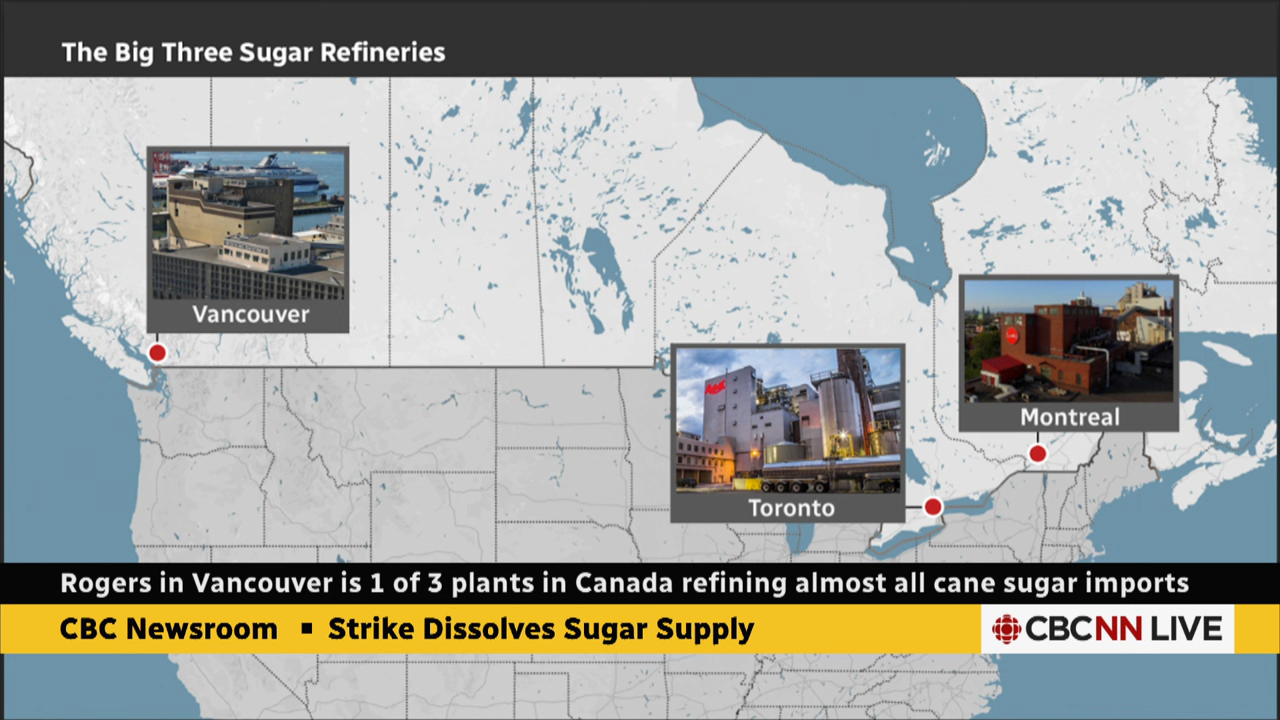 The Big Three Sugar Refineries
Vancouver
Montreal
Toronto
Rogers in Vancouver is 1 of 3 plants in Canada refining almost all cane sugar imports
CBC Newsroom ▪ Strike Dissolves Sugar Supply
CBCNN LIVE